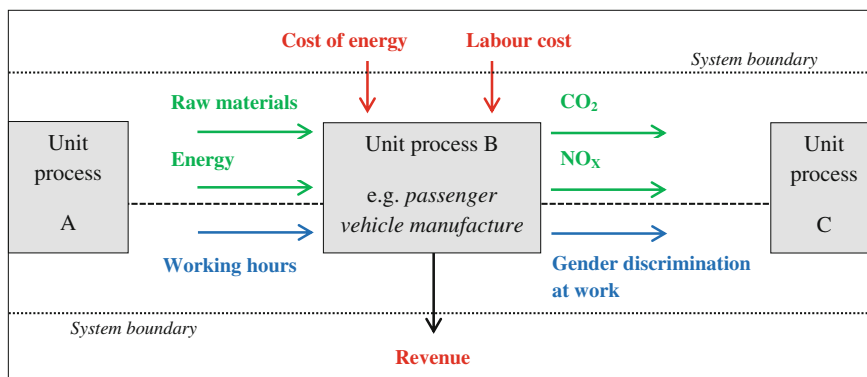 Cost of energy
Labour cost
System boundary
Raw materials
CO2
Unit
process
A
Energy
Unit process B
e.g. passenger
vehicle manufacture
NOX
Unit
process
C
Working hours
Gender discrimination
at work
System boundary
Revenue